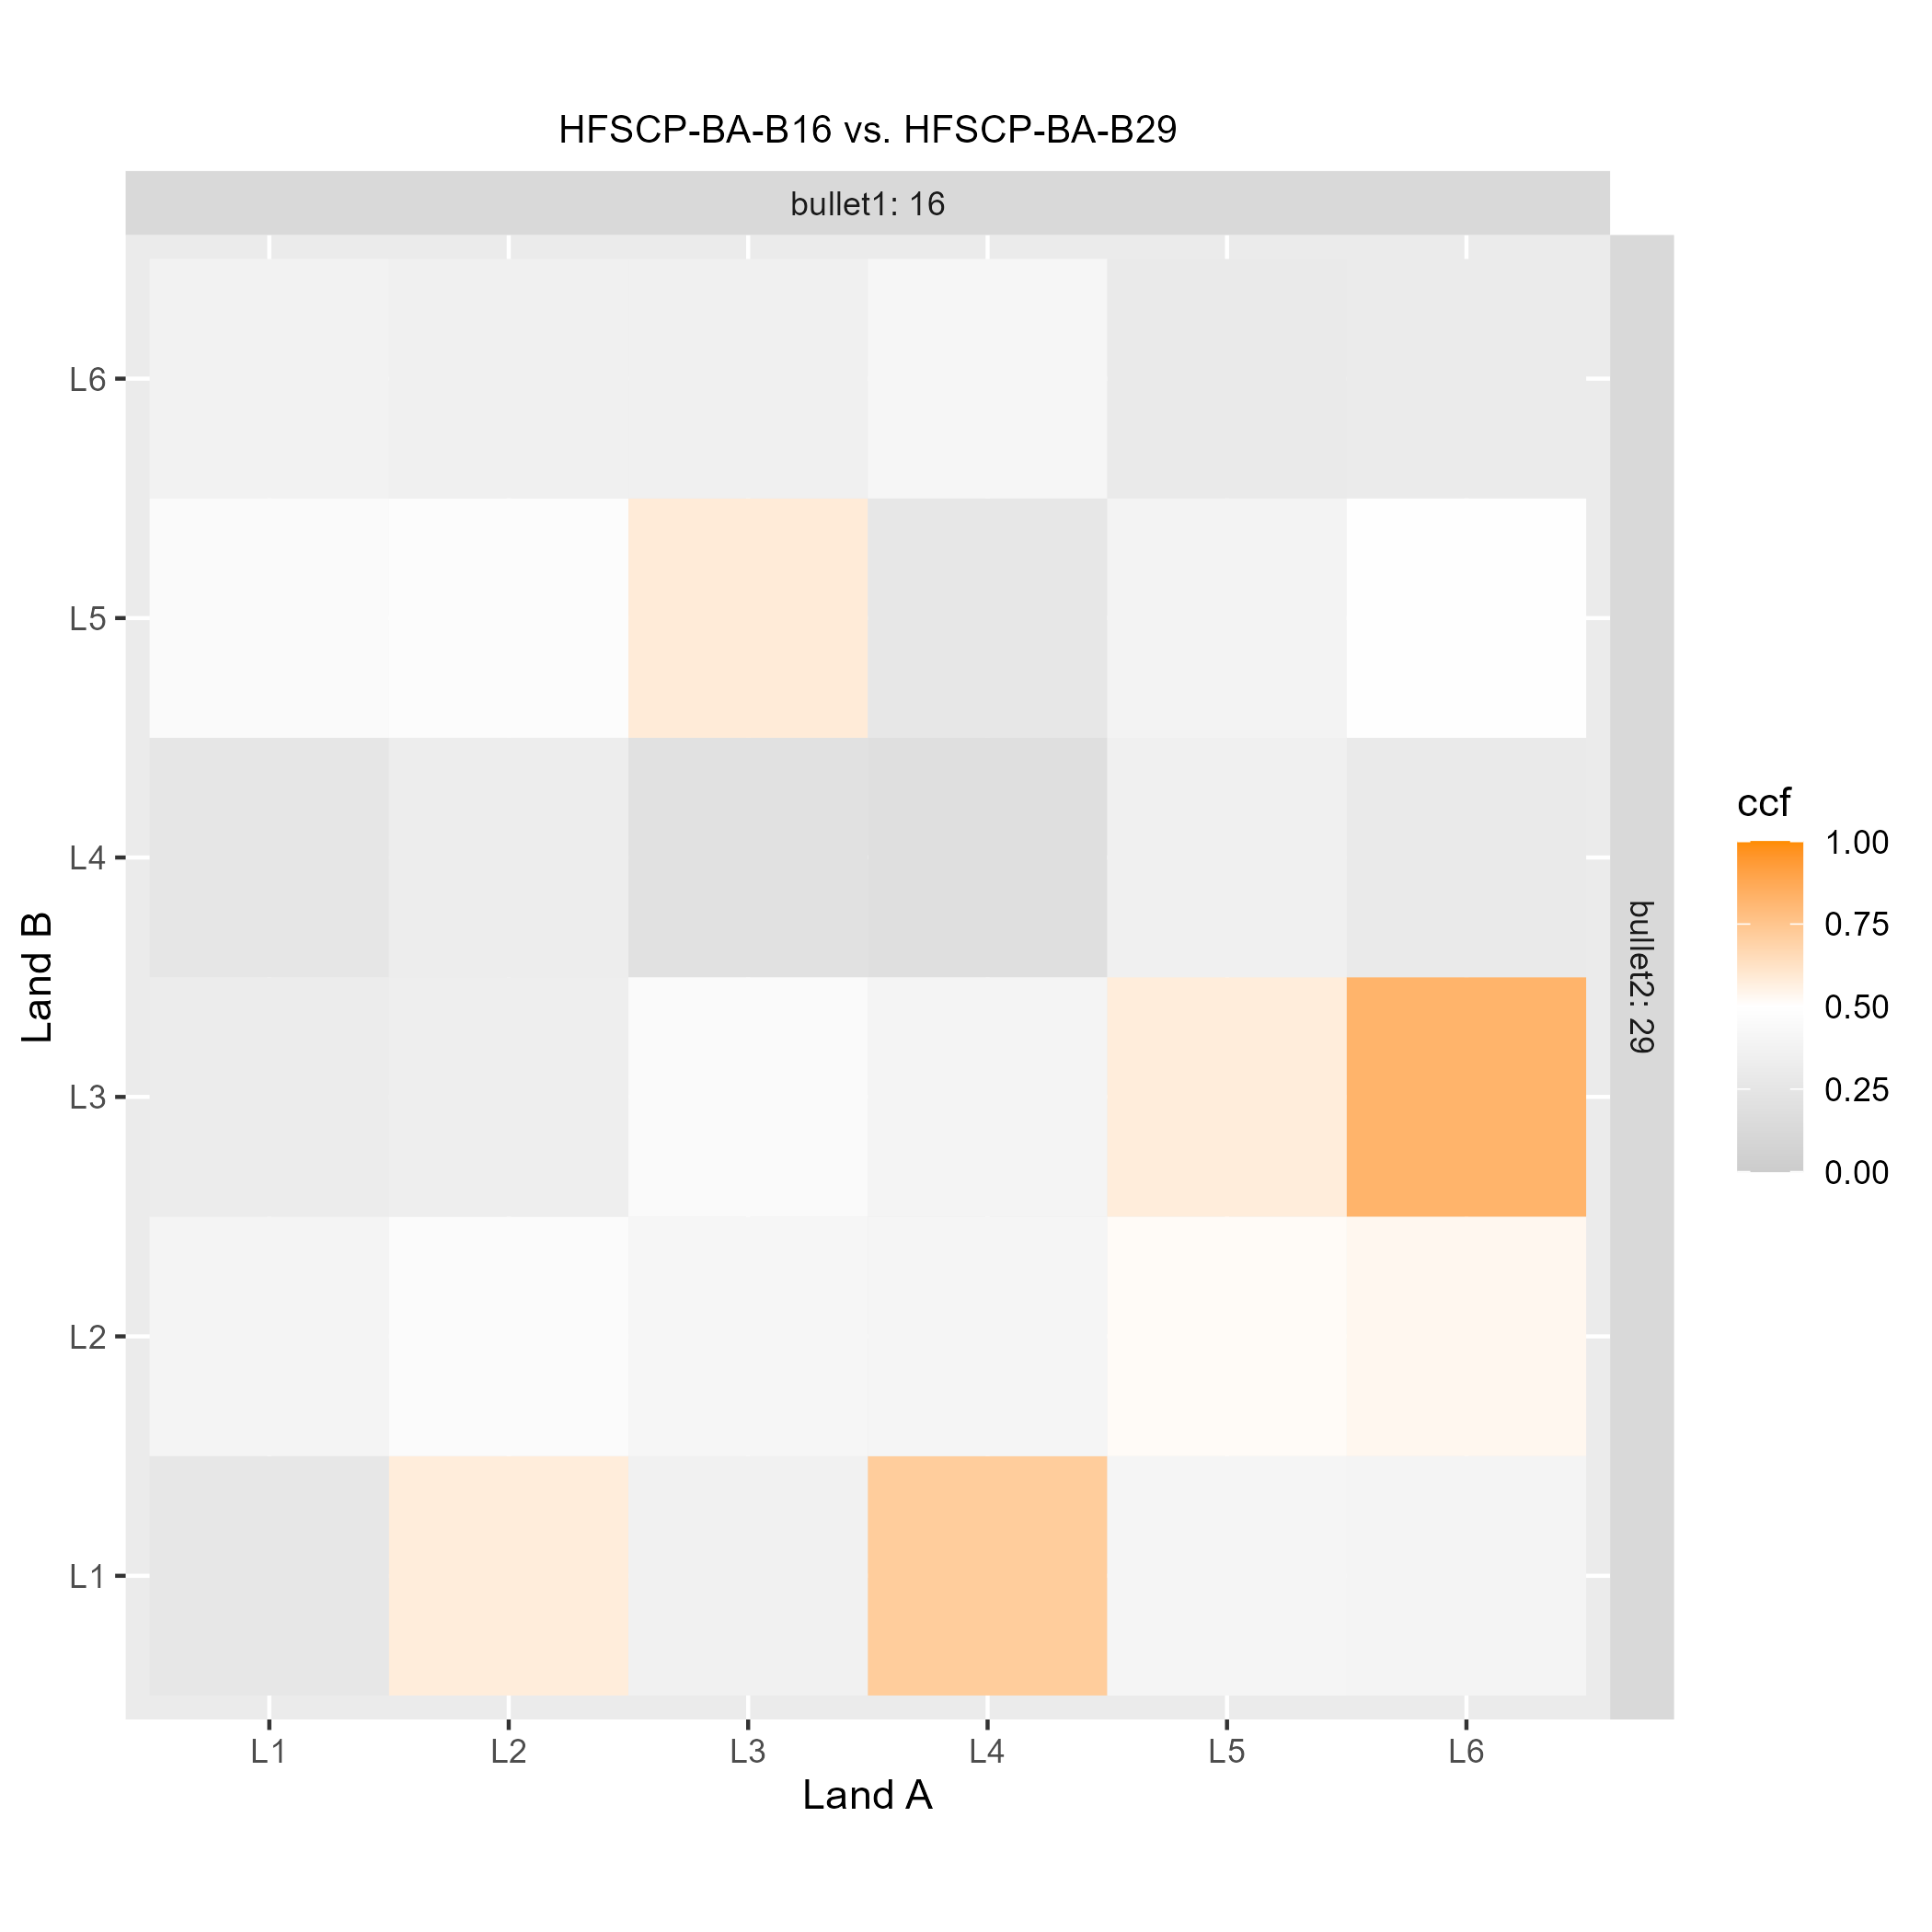 HFSCP-BA-B16 vs. HFSCP-BA-B29
bullet1: 16
bullet2: 29
Land B
L6
L5
L4
L3
L2
L1
L1 L2 L3 L4 L5 L6
Land A
ccf
1.00
0.75
0.50
0.25
0.00